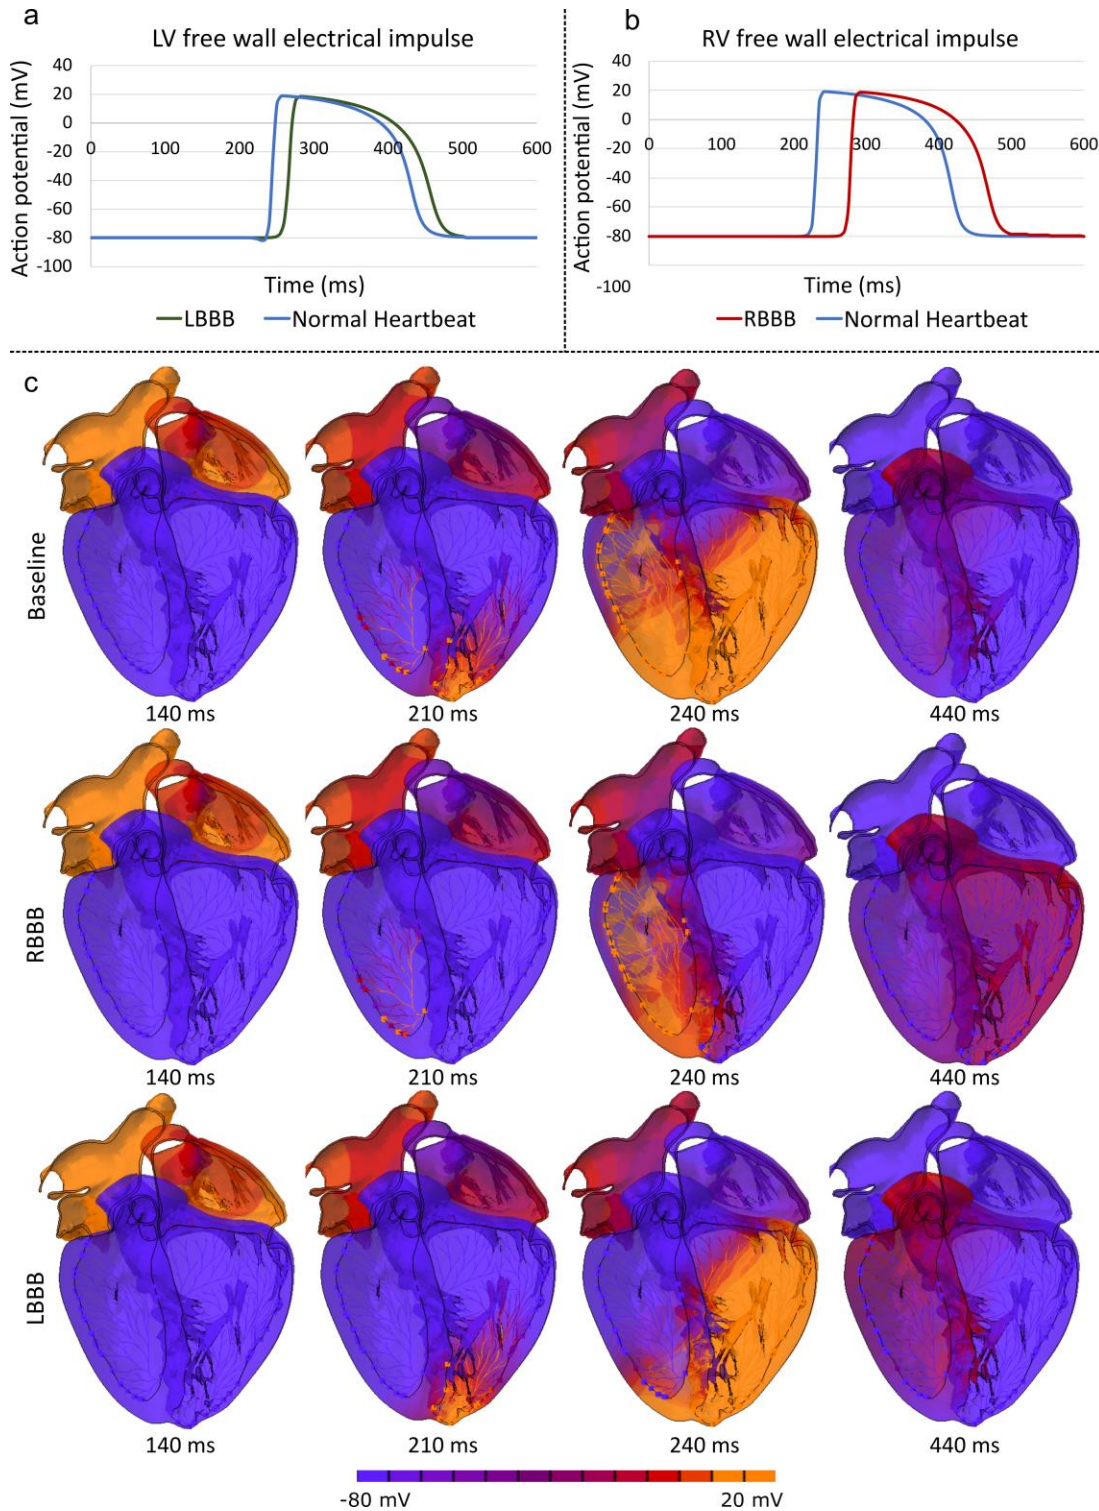 a
LV free wall electrical impulse
Action potential (mV)
40
20
0
-20
-40
-60
-80
-100
0 100 200 300 400 500 600
Time (ms)
LBBB Normal Heartbeat
b
RV free wall electrical impulse
Action potential (mV)
40
20
0
-20
-40
-60
-80
-100
0 100 200 300 400 500 600
Time (ms)
RBBB Normal Heartbeat
c
Baseline
140 ms 210 ms 240 ms 440 ms
RBBB
140 ms 210 ms 240 ms 440 ms
LBBB
140 ms 210 ms 240 ms 440 ms
-80 mV 20 mV